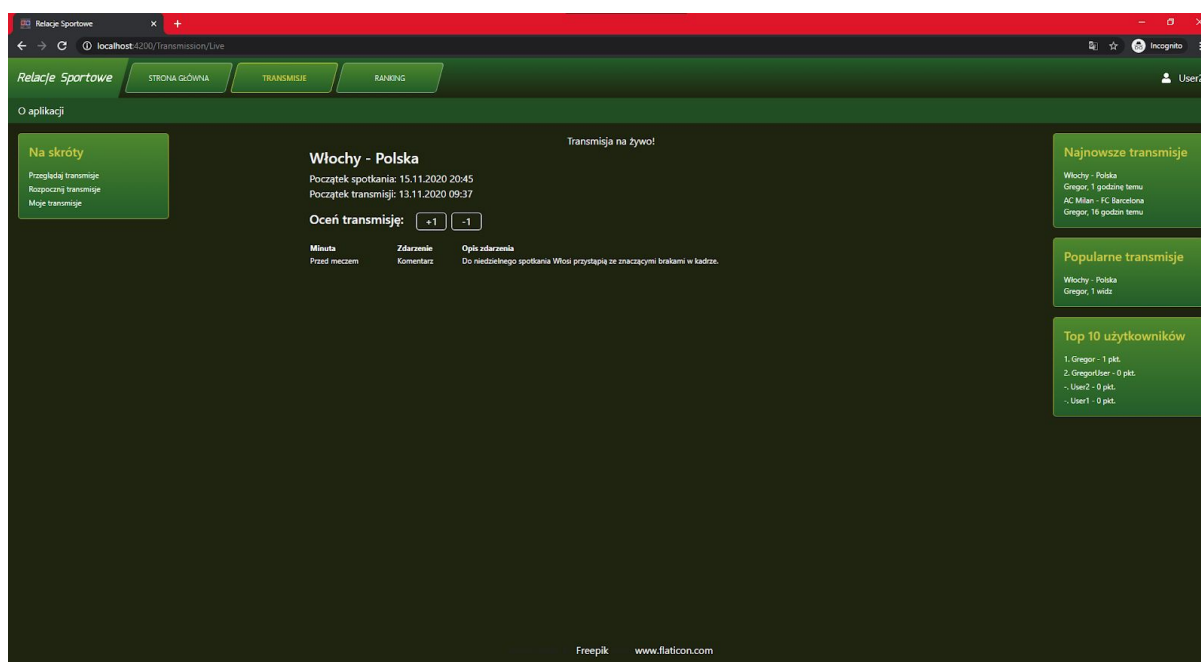 Relacje Sportowe
localhost:4200/Transmission/Live
Incognito
Relacje Sportowe
STRONA GŁÓWNA
TRANSMISJE
RANKING
User2
O aplikacji
Na skróty
Przeglądaj transmisje
Rozpocznij transmisje
Moje transmisje
Transmisja na żywo!
Włochy - Polska
Początek spotkania: 15.11.2020 20:45
Początek transmisji: 13.11.2020 09:37
Oceń transmisję: +1 -1
Minuta Zdarzenie Opis zdarzenia
Przed meczem Komentarz Do niedzielnego spotkania Włosi przystąpią ze znaczącymi brakami w kadrze.
Najnowsze transmisje
Włochy - Polska
Gregor, 1 godzinę temu
AC Milan - FC Barcelona
Gregor, 16 godzin temu
Popularne transmisje
Włochy - Polska
Gregor, 1 widz
Top 10 użytkowników
1. Gregor - 1 pkt.
2. GregorUser - 0 pkt.
-. User2 - 0 pkt.
-. User1 - 0 pkt.
Freepik www.flaticon.com